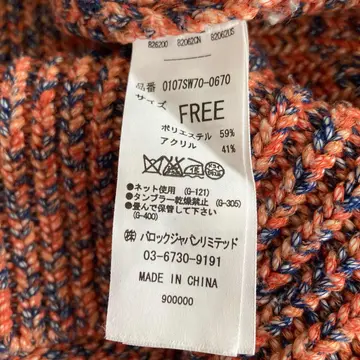 B26200 B2062CN B2062US
品番 0107SW70-0670
サイズ FREE
ポリエステル 59%
アクリル 41%
●ネット使用 (G-121)
●タンブラー乾燥禁止 (G-305)
●畳んで保管して下さい
(G-400)
(株) バロックジャパンリミテッド
03-6730-9191
MADE IN CHINA
900000